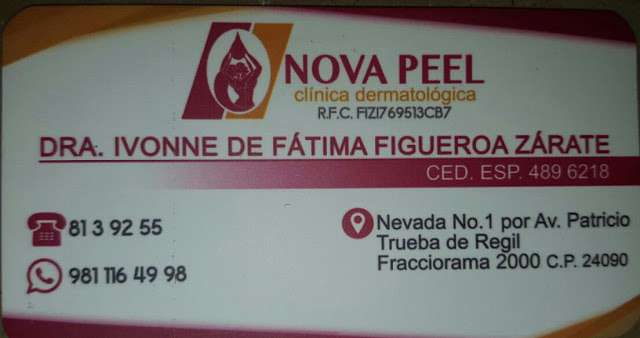 NOVA PEEL
clínica dermatológica
R.F.C. FIZI769513CB7
DRA. IVONNE DE FÁTIMA FIGUEROA ZÁRATE
CED. ESP. 489 6218
81 3 92 55
981 116 49 98
Nevada No.1 por Av. Patricio
Trueba de Regil
Fracciorama 2000 C.P. 24090